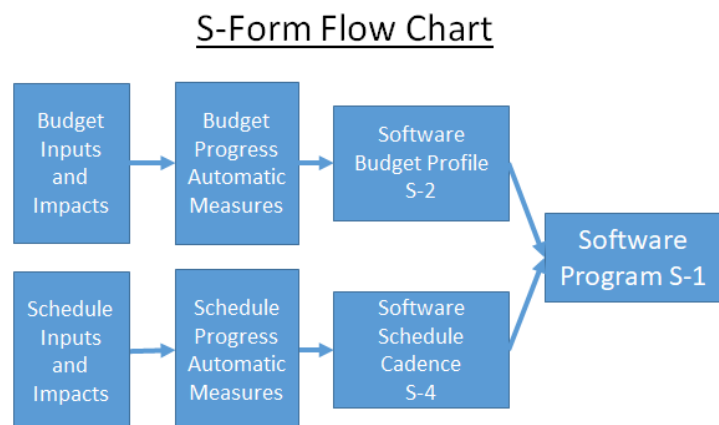 S-Form Flow Chart
Budget
Inputs
and
Impacts
Budget
Progress
Automatic
Measures
Software
Budget Profile
S-2
Software
Program S-1
Schedule
Inputs
and
Impacts
Schedule
Progress
Automatic
Measures
Software
Schedule
Cadence
S-4